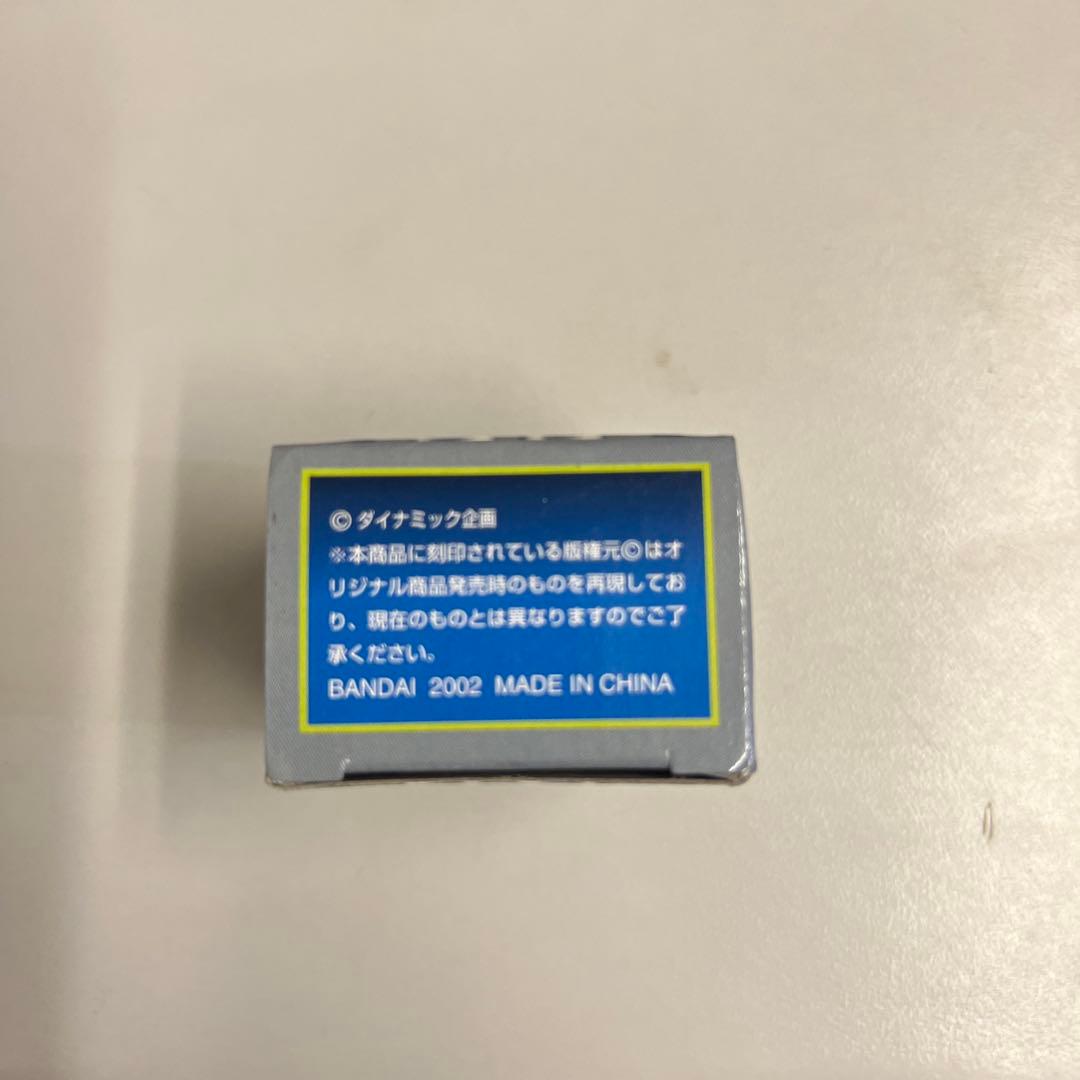 © ダイナミック企画
※本商品に刻印されている版権元©はオ
リジナル商品発売時のものを再現してお
り、現在のものとは異なりますのでご了
承ください。
BANDAI 2002 MADE IN CHINA